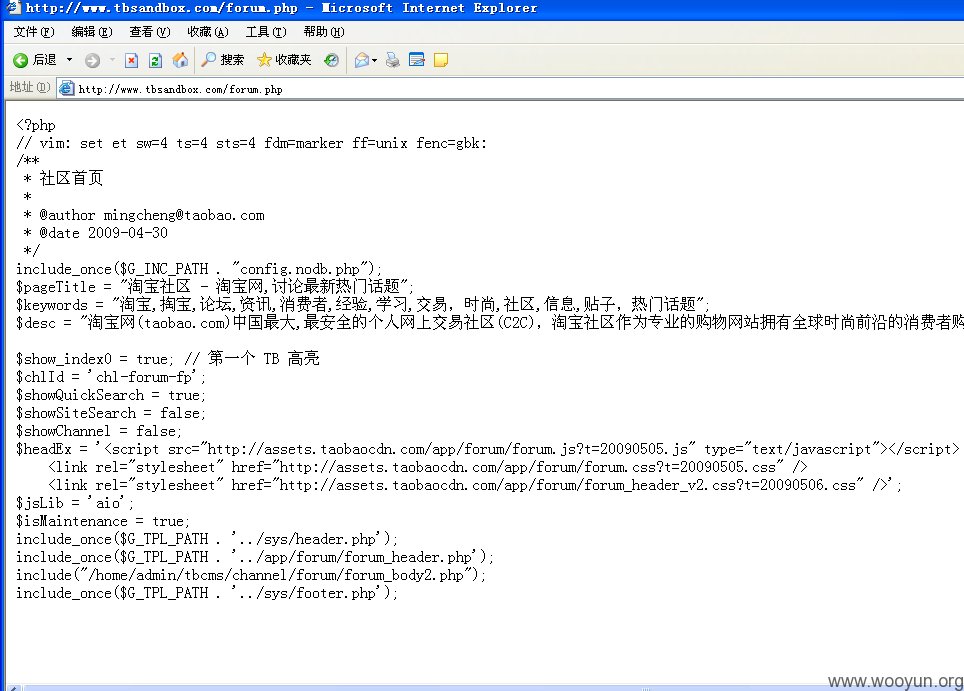 http://www.tbsandbox.com/forum.php - Microsoft Internet Explorer
文件(F) 编辑(E) 查看(V) 收藏(A) 工具(T) 帮助(H)
后退 搜索 收藏夹
地址(D) http://www.tbsandbox.com/forum.php
<?php
// vim: set et sw=4 ts=4 sts=4 fdm=marker ff=unix fenc=gbk:
/**
 * 社区首页
 *
 * @author mingcheng@taobao.com
 * @date 2009-04-30
 */
include_once($G_INC_PATH . "config.nodb.php");
$pageTitle = "淘宝社区 - 淘宝网,讨论最新热门话题";
$keywords = "淘宝,掏宝,论坛,资讯,消费者,经验,学习,交易，时尚,社区,信息,贴子，热门话题";
$desc = "淘宝网(taobao.com)中国最大,最安全的个人网上交易社区(C2C)，淘宝社区作为专业的购物网站拥有全球时尚前沿的消费者购
$show_index0 = true; // 第一个 TB 高亮
$chlId = 'chl-forum-fp';
$showQuickSearch = true;
$showSiteSearch = false;
$showChannel = false;
$headEx = '<script src="http://assets.taobaocdn.com/app/forum/forum.js?t=20090505.js" type="text/javascript"></script>
    <link rel="stylesheet" href="http://assets.taobaocdn.com/app/forum/forum.css?t=20090505.css" />
    <link rel="stylesheet" href="http://assets.taobaocdn.com/app/forum/forum_header_v2.css?t=20090506.css" />';
$jsLib = 'aio';
$isMaintenance = true;
include_once($G_TPL_PATH . '../sys/header.php');
include_once($G_TPL_PATH . '../app/forum/forum_header.php');
include("/home/admin/tbcms/channel/forum/forum_body2.php");
include_once($G_TPL_PATH . '../sys/footer.php');
www.wooyun.org